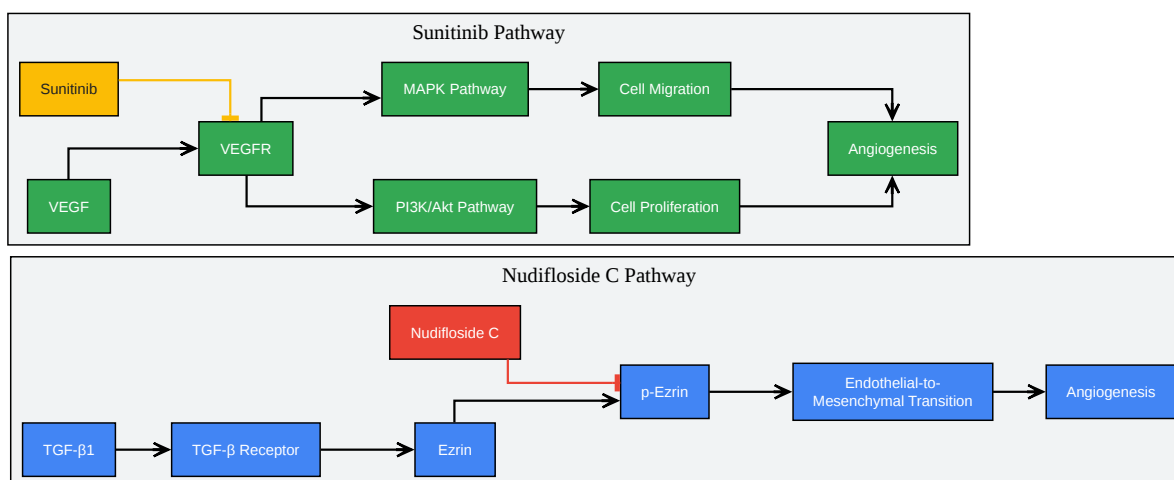 Sunitinib Pathway
Sunitinib
MAPK Pathway
Cell Migration
VEGFR
Angiogenesis
VEGF
PI3K/Akt Pathway
Cell Proliferation
Nudifloside C Pathway
Nudifloside C
p-Ezrin
Endothelial-to-
Mesenchymal Transition
Angiogenesis
TGF-β1
TGF-β Receptor
Ezrin